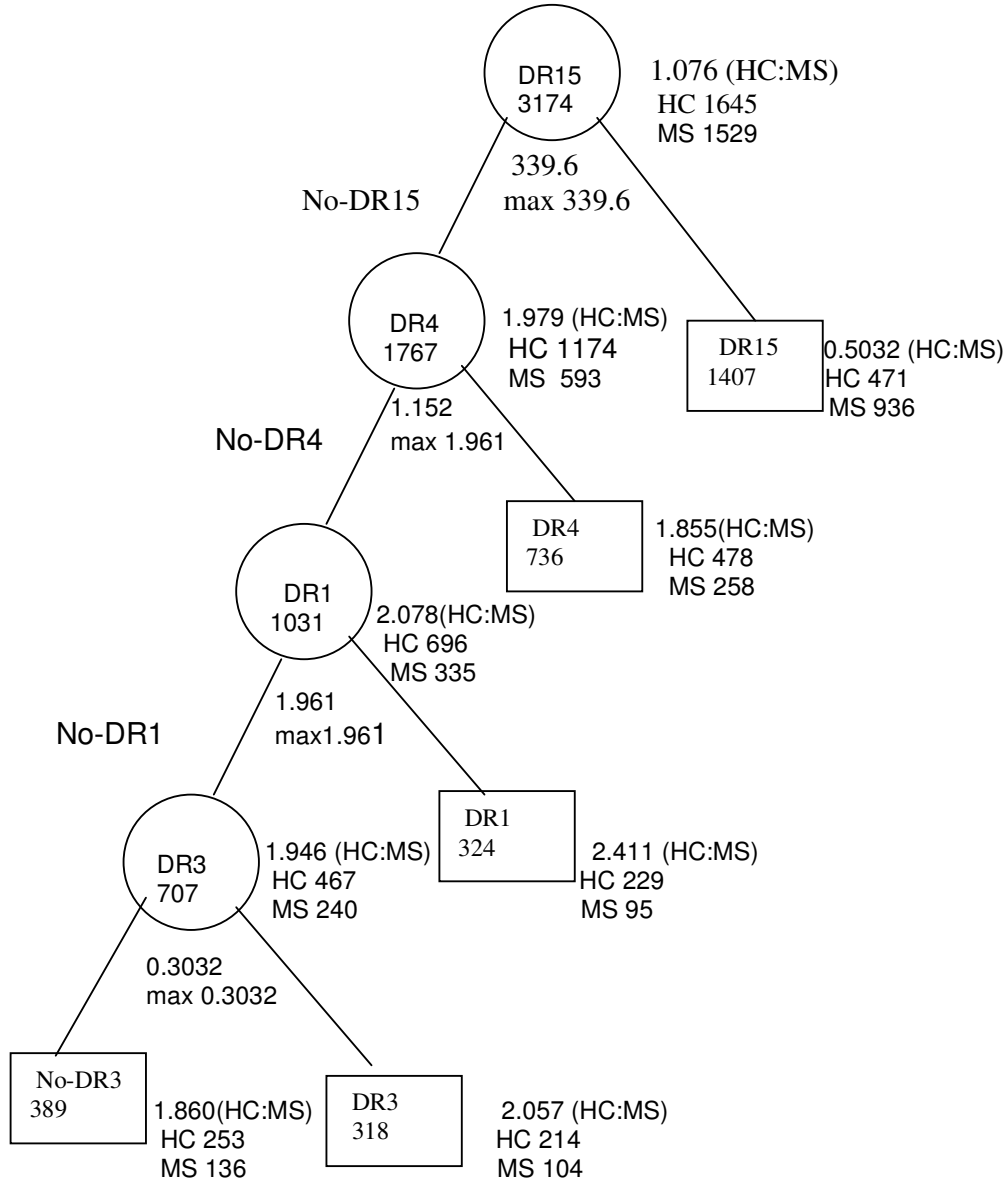 DR15
3174
1.076 (HC:MS)
HC 1645
MS 1529
339.6
max 339.6
No-DR15
DR4
1767
1.979 (HC:MS)
HC 1174
MS 593
DR15
1407
0.5032 (HC:MS)
HC 471
MS 936
1.152
max 1.961
No-DR4
DR1
1031
2.078(HC:MS)
HC 696
MS 335
DR4
736
1.855(HC:MS)
HC 478
MS 258
1.961
max1.961
No-DR1
DR3
707
1.946 (HC:MS)
HC 467
MS 240
DR1
324
2.411 (HC:MS)
HC 229
MS 95
0.3032
max 0.3032
No-DR3
389
1.860(HC:MS)
HC 253
MS 136
DR3
318
2.057 (HC:MS)
HC 214
MS 104